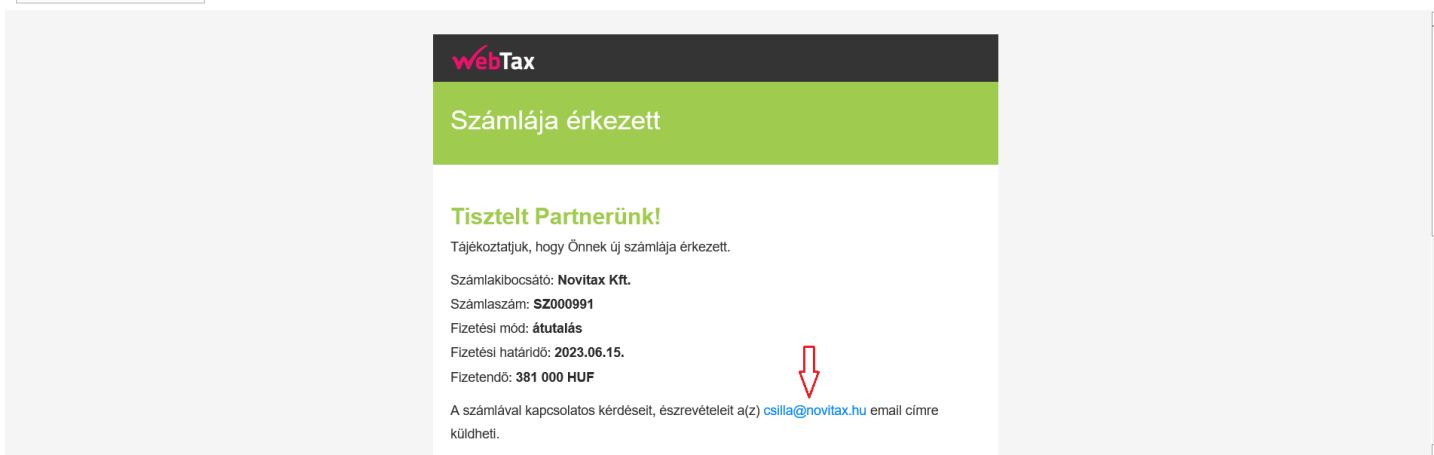 webTax
Számlája érkezett
Tisztelt Partnerünk!
Tájékoztatjuk, hogy Önnek új számlája érkezett.
Számlakibocsátó: Novitax Kft.
Számlaszám: SZ000991
Fizetési mód: átutalás
Fizetési határidő: 2023.06.15.
Fizetendő: 381 000 HUF
A számlával kapcsolatos kérdéseit, észrevételeit a(z) csilla@novitax.hu email címre
küldheti.